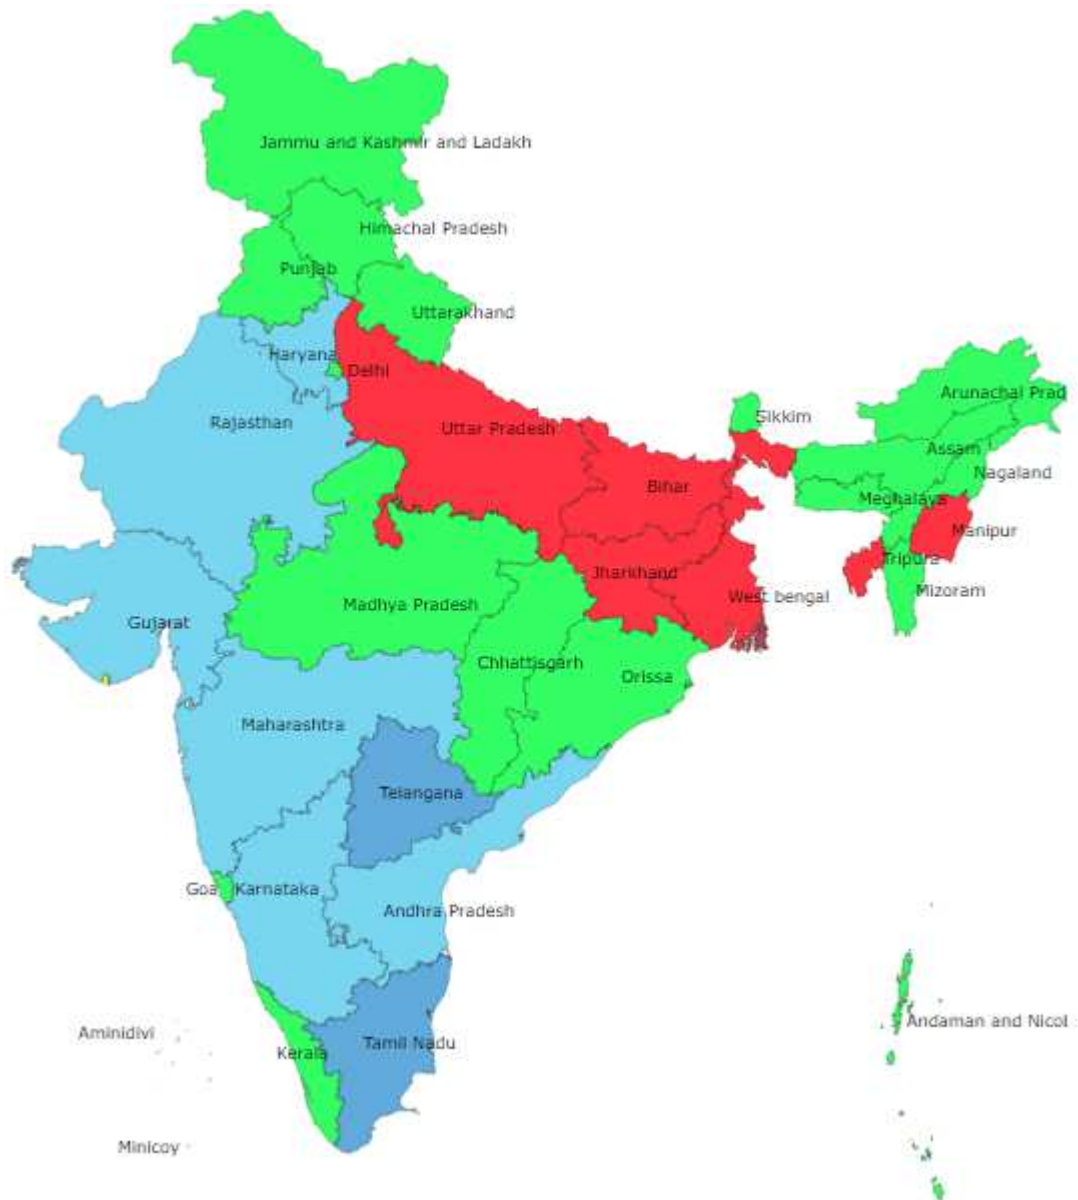 Jammu and Kashmir and Ladakh
Himachal Pradesh
Punjab
Uttarakhand
Haryana
Delhi
Arunachal Prad
Sikkim
Rajasthan
Uttar Pradesh
Assam
Nagaland
Bihar
Meghalaya
Manipur
Tripura
Jharkhand
Mizoram
West bengal
Madhya Pradesh
Gujarat
Chhattisgarh
Orissa
Maharashtra
Telangana
Goa
Karnataka
Andhra Pradesh
Andaman and Nicol
Aminidivi
Tamil Nadu
Kerala
Minicoy